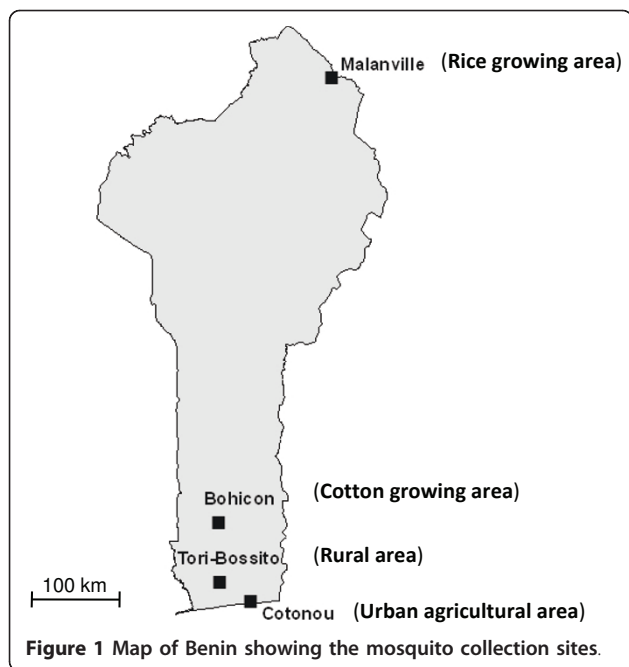 Malanville (Rice growing area)
Bohicon (Cotton growing area)
Tori-Bossito (Rural area)
100 km
Cotonou (Urban agricultural area)
Figure 1 Map of Benin showing the mosquito collection sites.